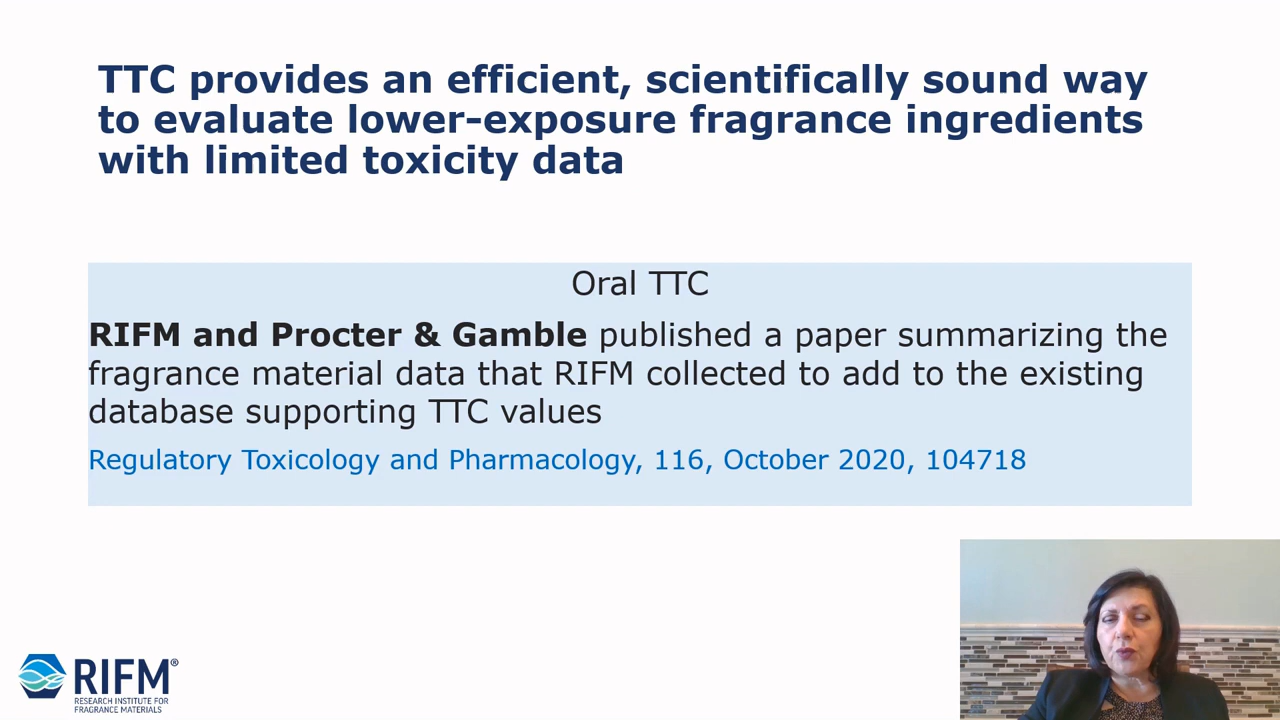 TTC provides an efficient, scientifically sound way
to evaluate lower-exposure fragrance ingredients
with limited toxicity data
Oral TTC
RIFM and Procter & Gamble published a paper summarizing the
fragrance material data that RIFM collected to add to the existing
database supporting TTC values
Regulatory Toxicology and Pharmacology, 116, October 2020, 104718
RIFM®
RESEARCH INSTITUTE FOR
FRAGRANCE MATERIALS